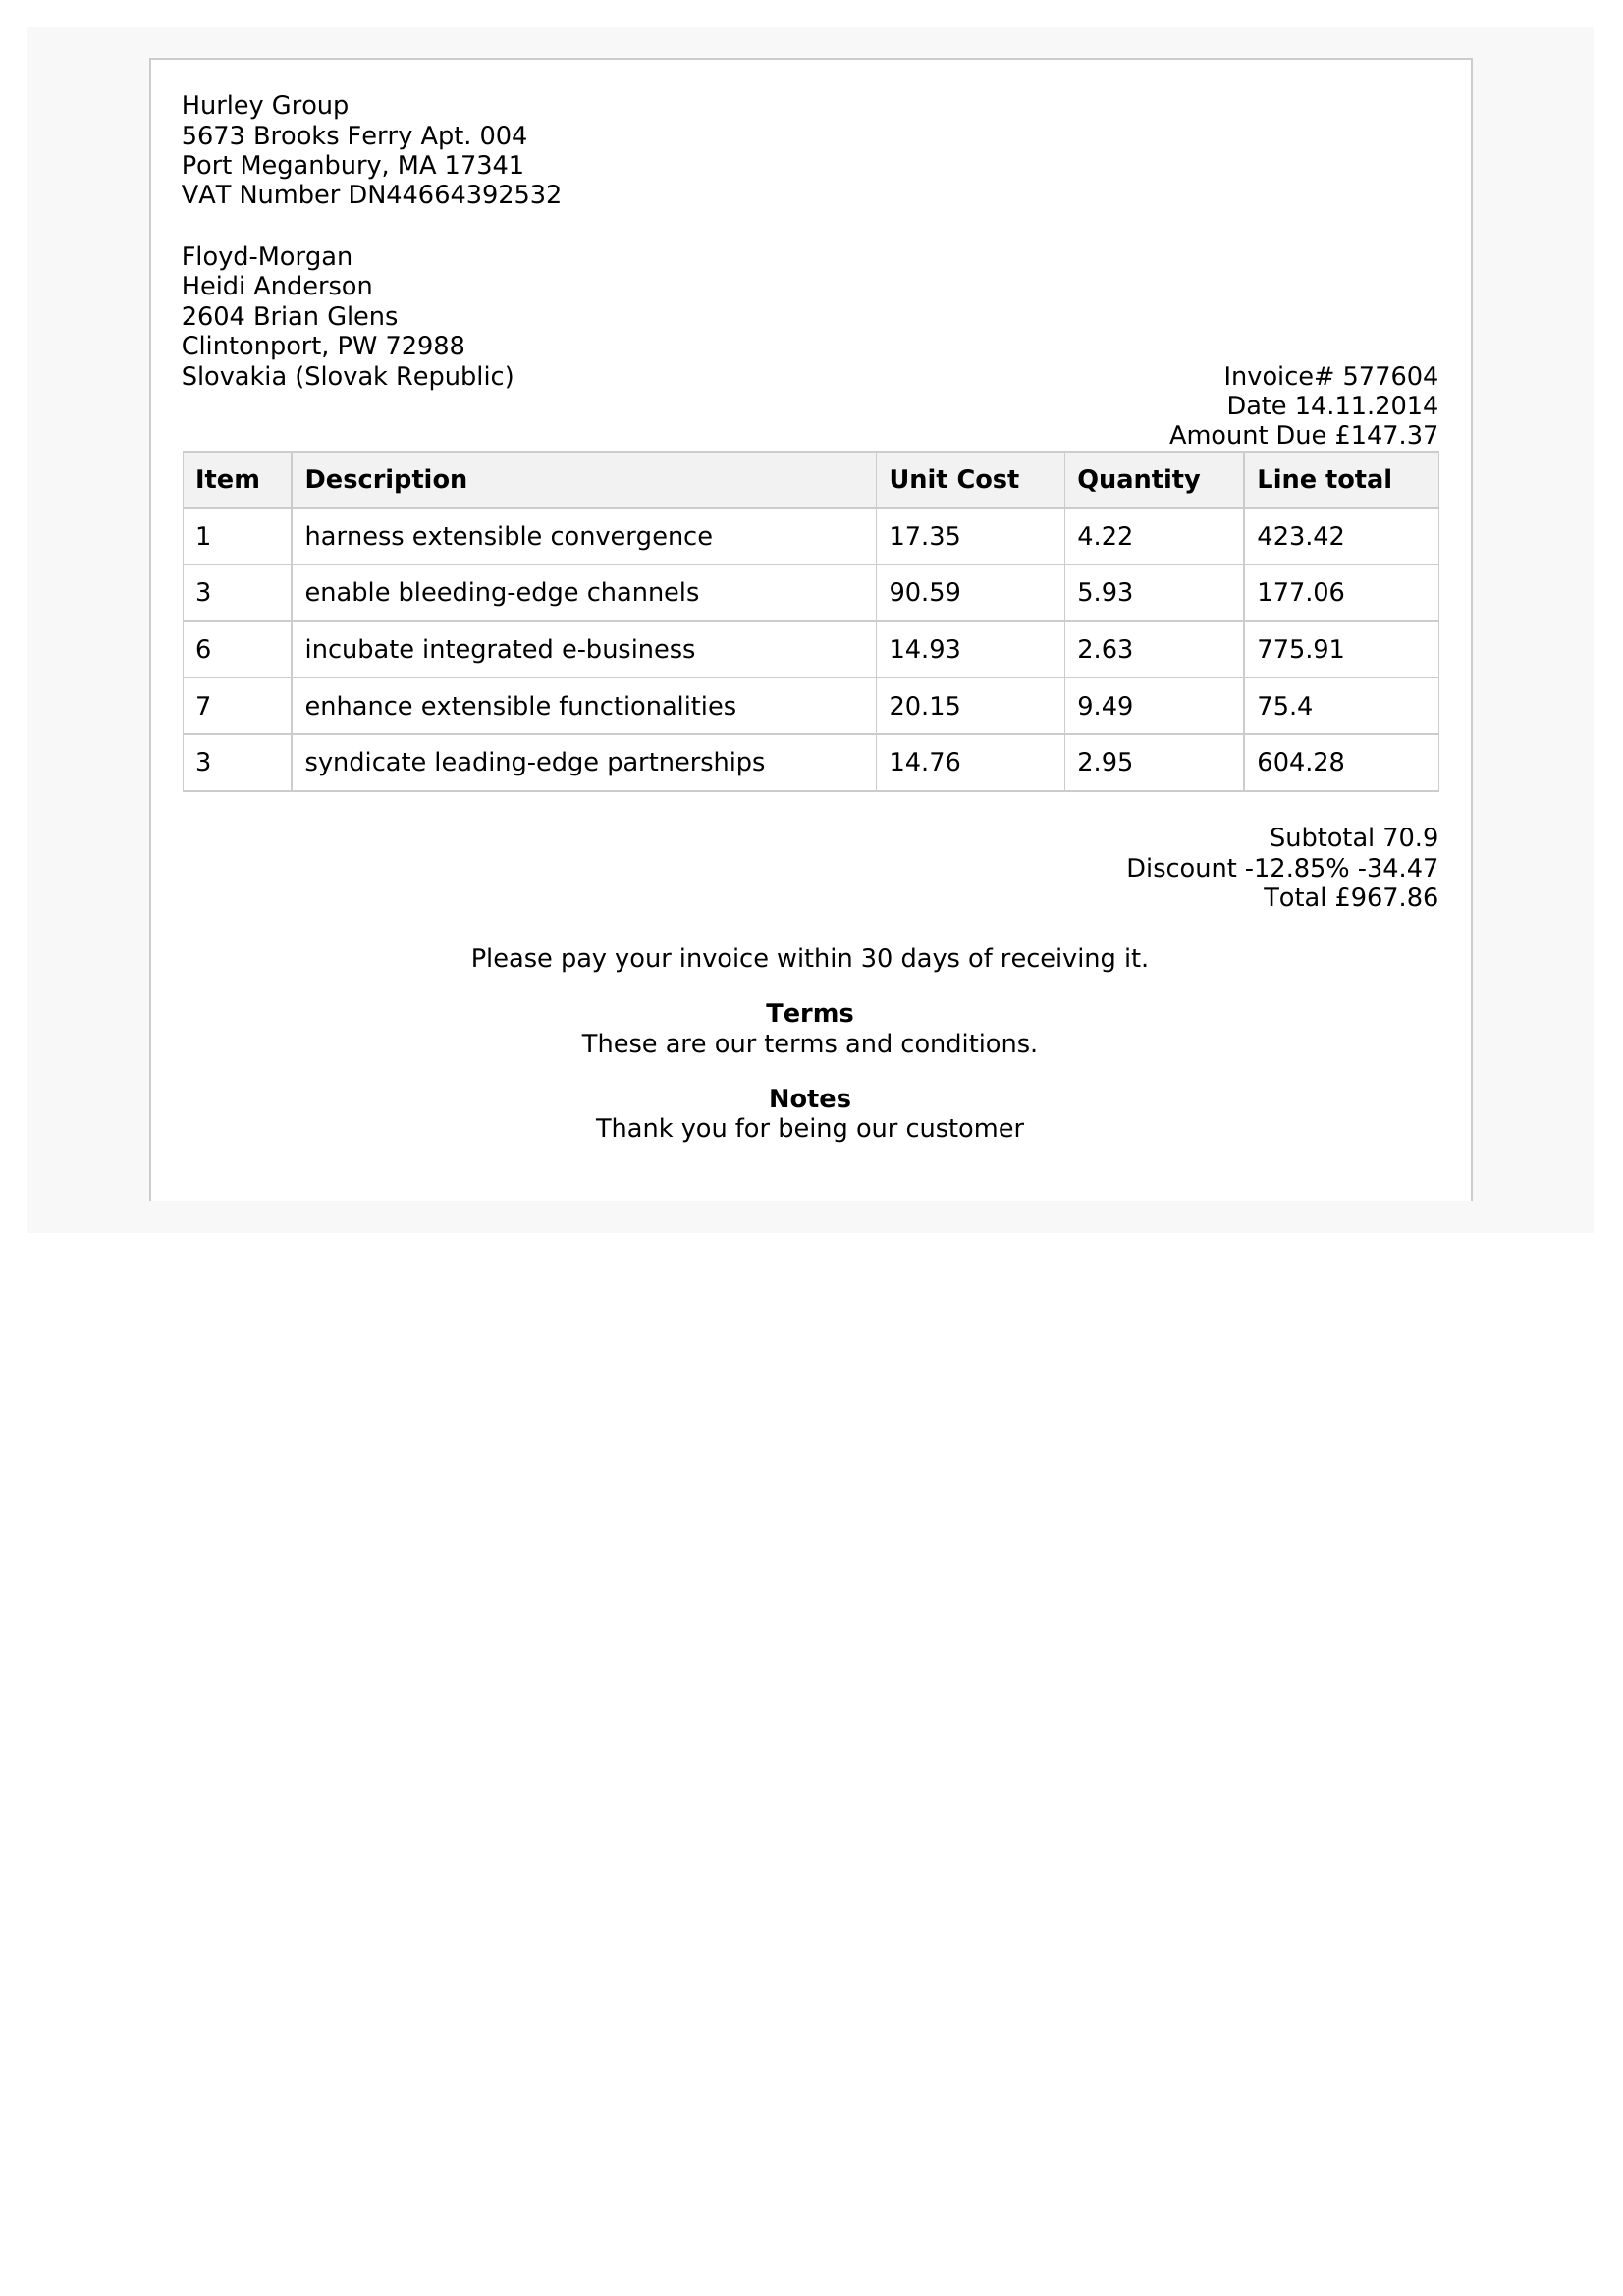 Hurley Group
5673 Brooks Ferry Apt. 004
Port Meganbury, MA 17341
VAT Number DN44664392532
Floyd-Morgan
Heidi Anderson
2604 Brian Glens
Clintonport, PW 72988
Slovakia (Slovak Republic)
Invoice# 577604
Date 14.11.2014
Amount Due £147.37
Item Description Unit Cost Quantity Line total
1 harness extensible convergence 17.35 4.22 423.42
3 enable bleeding-edge channels 90.59 5.93 177.06
6 incubate integrated e-business 14.93 2.63 775.91
7 enhance extensible functionalities 20.15 9.49 75.4
3 syndicate leading-edge partnerships 14.76 2.95 604.28
Subtotal 70.9
Discount -12.85% -34.47
Total £967.86
Please pay your invoice within 30 days of receiving it.
Terms
These are our terms and conditions.
Notes
Thank you for being our customer